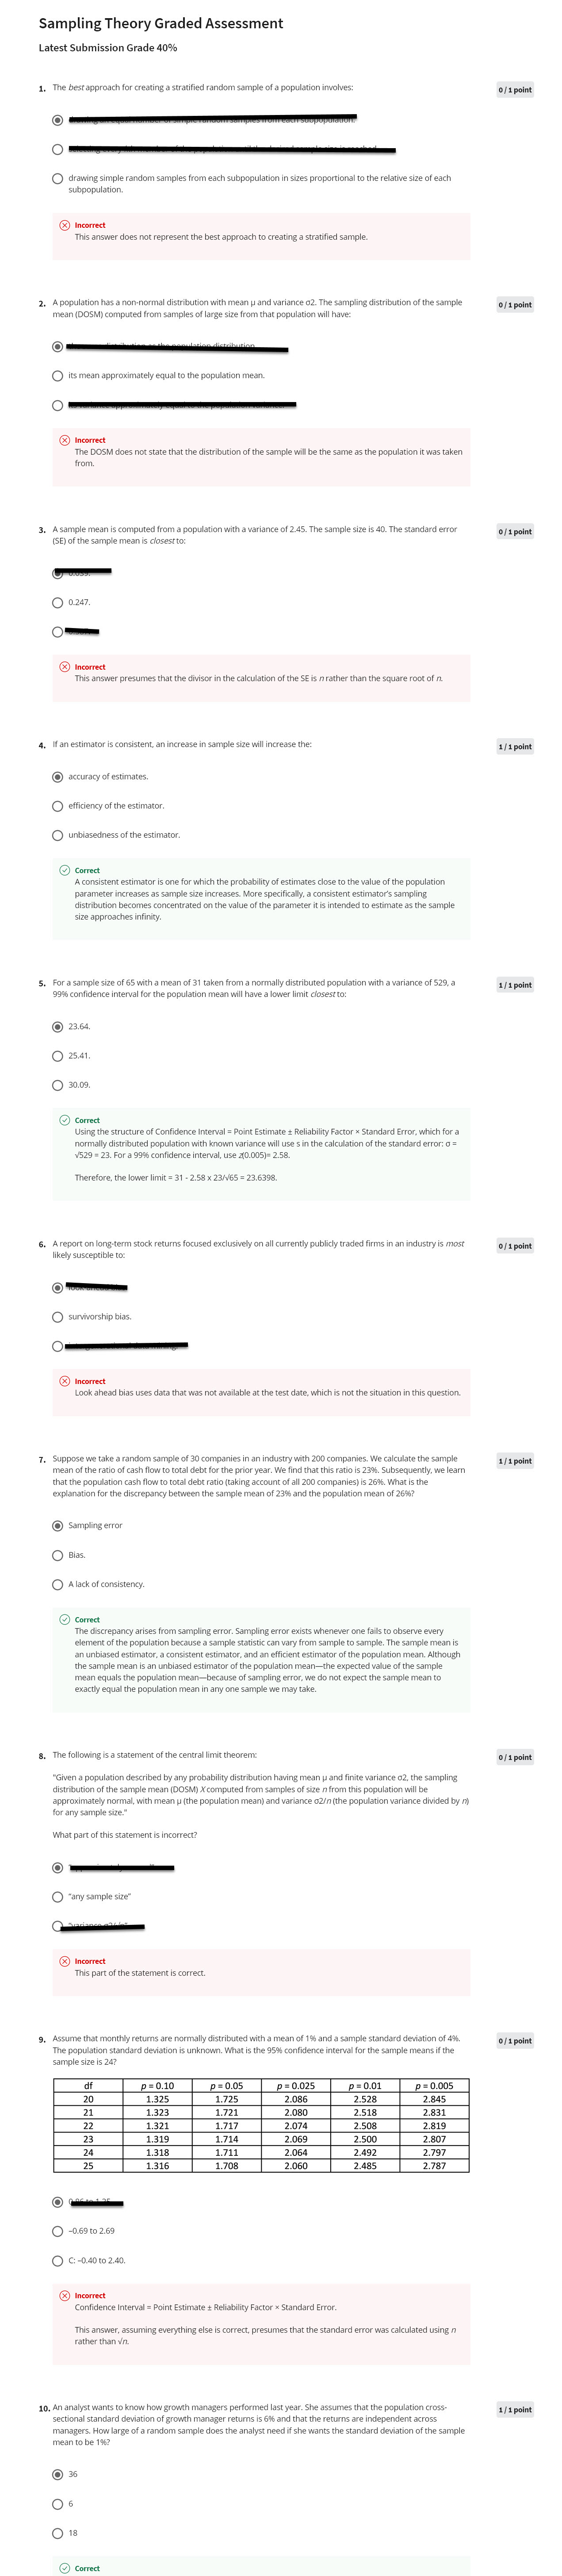 Sampling Theory Graded Assessment
Latest Submission Grade 40%
1. The best approach for creating a stratified random sample of a population involves:
0 / 1 point
drawing simple random samples from each subpopulation in sizes proportional to the relative size of each
subpopulation.
Incorrect
This answer does not represent the best approach to creating a stratified sample.
2. A population has a non-normal distribution with mean μ and variance σ2. The sampling distribution of the sample
mean (DOSM) computed from samples of large size from that population will have:
0 / 1 point
its mean approximately equal to the population mean.
Incorrect
The DOSM does not state that the distribution of the sample will be the same as the population it was taken
from.
3. A sample mean is computed from a population with a variance of 2.45. The sample size is 40. The standard error
(SE) of the sample mean is closest to:
0 / 1 point
0.247.
Incorrect
This answer presumes that the divisor in the calculation of the SE is n rather than the square root of n.
4. If an estimator is consistent, an increase in sample size will increase the:
1 / 1 point
accuracy of estimates.
efficiency of the estimator.
unbiasedness of the estimator.
Correct
A consistent estimator is one for which the probability of estimates close to the value of the population
parameter increases as sample size increases. More specifically, a consistent estimator's sampling
distribution becomes concentrated on the value of the parameter it is intended to estimate as the sample
size approaches infinity.
5. For a sample size of 65 with a mean of 31 taken from a normally distributed population with a variance of 529, a
99% confidence interval for the population mean will have a lower limit closest to:
1 / 1 point
23.64.
25.41.
30.09.
Correct
Using the structure of Confidence Interval = Point Estimate ± Reliability Factor × Standard Error, which for a
normally distributed population with known variance will use s in the calculation of the standard error: σ =
√529 = 23. For a 99% confidence interval, use z(0.005)= 2.58.
Therefore, the lower limit = 31 - 2.58 x 23/√65 = 23.6398.
6. A report on long-term stock returns focused exclusively on all currently publicly traded firms in an industry is most
likely susceptible to:
0 / 1 point
survivorship bias.
Incorrect
Look ahead bias uses data that was not available at the test date, which is not the situation in this question.
7. Suppose we take a random sample of 30 companies in an industry with 200 companies. We calculate the sample
mean of the ratio of cash flow to total debt for the prior year. We find that this ratio is 23%. Subsequently, we learn
that the population cash flow to total debt ratio (taking account of all 200 companies) is 26%. What is the
explanation for the discrepancy between the sample mean of 23% and the population mean of 26%?
1 / 1 point
Sampling error
Bias.
A lack of consistency.
Correct
The discrepancy arises from sampling error. Sampling error exists whenever one fails to observe every
element of the population because a sample statistic can vary from sample to sample. The sample mean is
an unbiased estimator, a consistent estimator, and an efficient estimator of the population mean. Although
the sample mean is an unbiased estimator of the population mean—the expected value of the sample
mean equals the population mean—because of sampling error, we do not expect the sample mean to
exactly equal the population mean in any one sample we may take.
8. The following is a statement of the central limit theorem:
0 / 1 point
"Given a population described by any probability distribution having mean μ and finite variance σ2, the sampling
distribution of the sample mean (DOSM) X computed from samples of size n from this population will be
approximately normal, with mean μ (the population mean) and variance σ2/n (the population variance divided by n)
for any sample size."
What part of this statement is incorrect?
"any sample size"
Incorrect
This part of the statement is correct.
9. Assume that monthly returns are normally distributed with a mean of 1% and a sample standard deviation of 4%.
The population standard deviation is unknown. What is the 95% confidence interval for the sample means if the
sample size is 24?
0 / 1 point
df p = 0.10 p = 0.05 p = 0.025 p = 0.01 p = 0.005
20 1.325 1.725 2.086 2.528 2.845
21 1.323 1.721 2.080 2.518 2.831
22 1.321 1.717 2.074 2.508 2.819
23 1.319 1.714 2.069 2.500 2.807
24 1.318 1.711 2.064 2.492 2.797
25 1.316 1.708 2.060 2.485 2.787
–0.69 to 2.69
C: –0.40 to 2.40.
Incorrect
Confidence Interval = Point Estimate ± Reliability Factor × Standard Error.
This answer, assuming everything else is correct, presumes that the standard error was calculated using n
rather than √n.
10. An analyst wants to know how growth managers performed last year. She assumes that the population cross-
sectional standard deviation of growth manager returns is 6% and that the returns are independent across
managers. How large of a random sample does the analyst need if she wants the standard deviation of the sample
mean to be 1%?
1 / 1 point
36
6
18
Correct